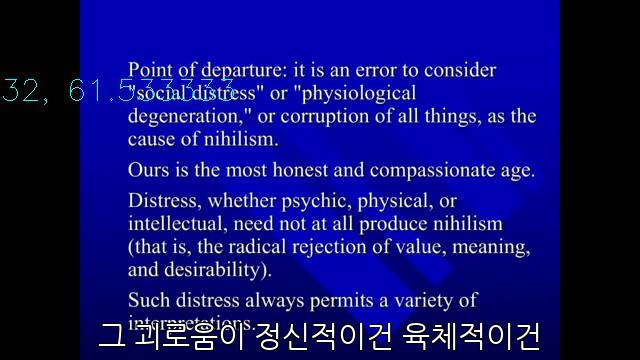 Point of departure: it is an error to consider
32, 61.533333
"social distress" or "physiological
degeneration," or corruption of all things, as the
cause of nihilism.
Ours is the most honest and compassionate age.
Distress, whether psychic, physical, or
intellectual, need not at all produce nihilism
(that is, the radical rejection of value, meaning,
and desirability).
Such distress always permits a variety of
interpretations.
그 괴로움이 정신적이건 육체적이건